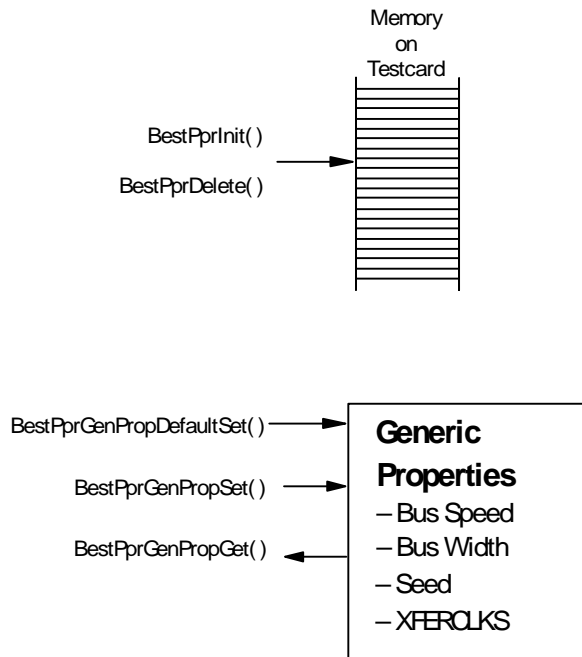 Memory
on
Testcard
BestPprInit( )
BestPprDelete( )
BestPprGenPropDefaultSet( )
BestPprGenPropSet( )
BestPprGenPropGet( )
Generic
Properties
– Bus Speed
– Bus Width
– Seed
– XFERCLKS